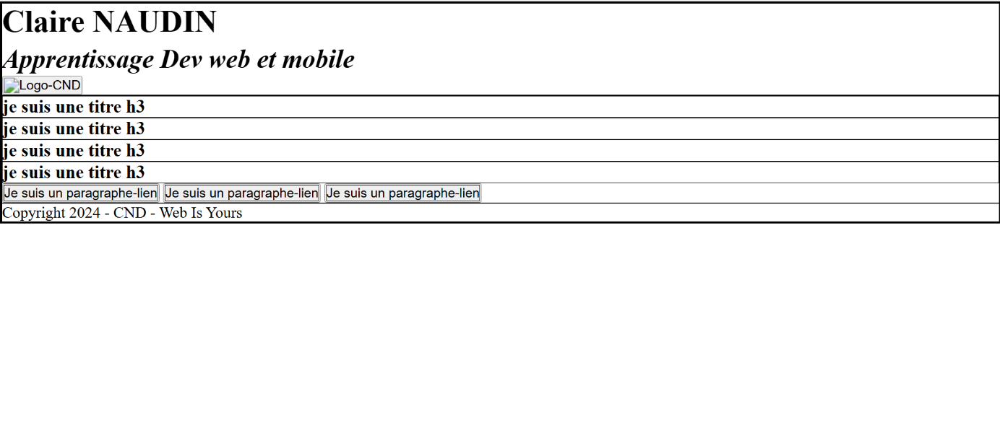 Claire NAUDIN
Apprentissage Dev web et mobile
Logo-CND
je suis une titre h3
je suis une titre h3
je suis une titre h3
je suis une titre h3
Je suis un paragraphe-lien Je suis un paragraphe-lien Je suis un paragraphe-lien
Copyright 2024 - CND - Web Is Yours